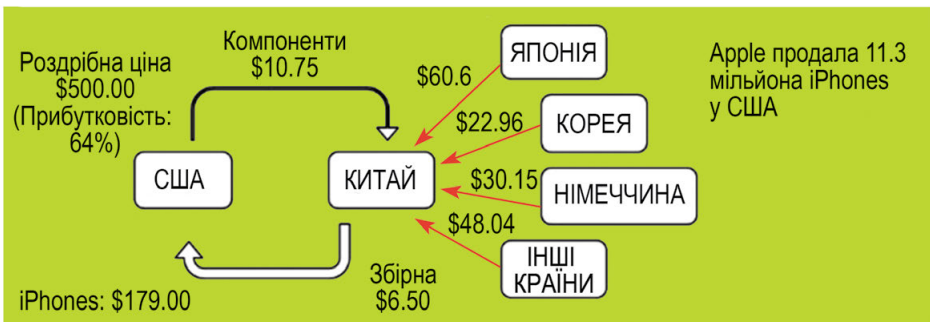 Роздрібна ціна
$500.00
(Прибутковість:
64%)
Компоненти
$10.75
ЯПОНІЯ
$60.6
Apple продала 11.3
мільйона iPhones
у США
$22.96
КОРЕЯ
США
КИТАЙ
$30.15
НІМЕЧЧИНА
$48.04
ІНШІ
КРАЇНИ
Збірна
$6.50
iPhones: $179.00